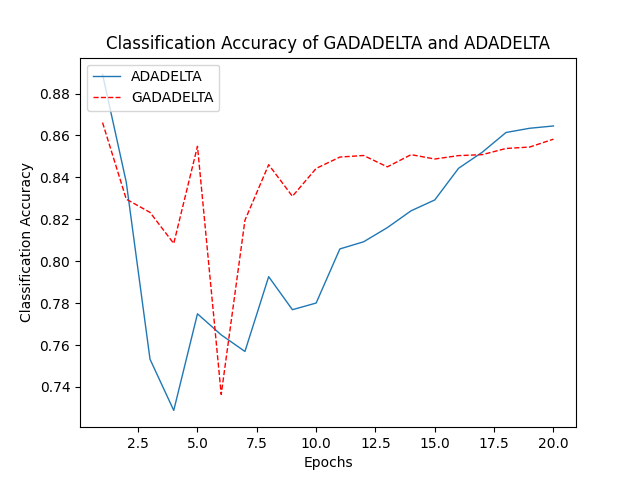 Classification Accuracy of GADADELTA and ADADELTA
ADADELTA
GADADELTA
Classification Accuracy
0.88
0.86
0.84
0.82
0.80
0.78
0.76
0.74
2.5 5.0 7.5 10.0 12.5 15.0 17.5 20.0
Epochs